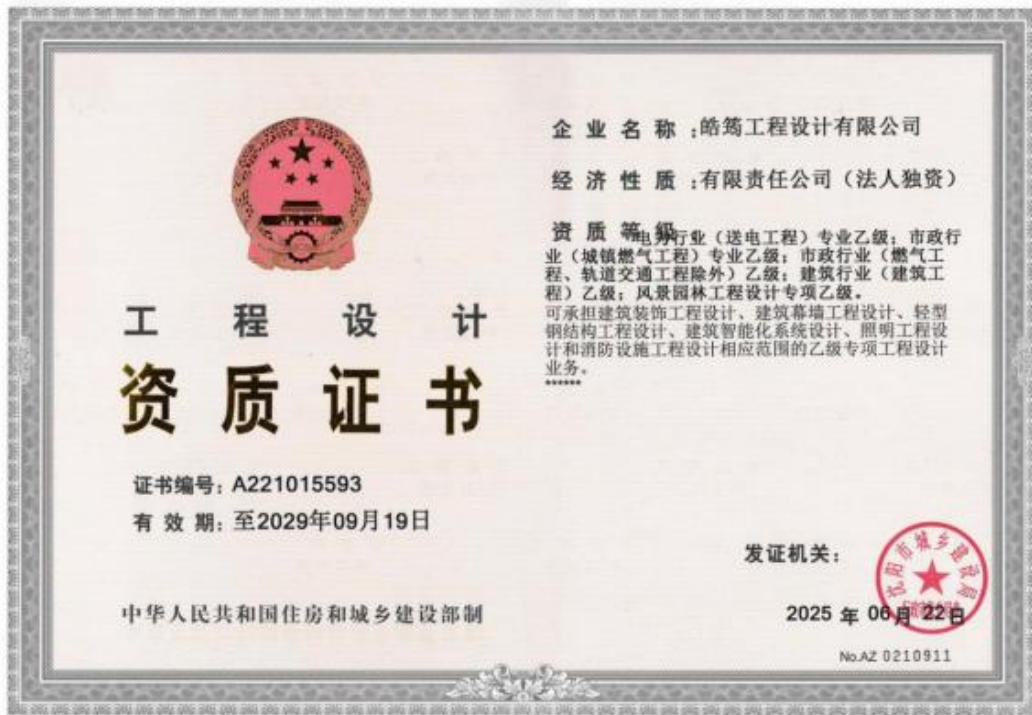 工程设计
资质证书
证书编号：A221015593
有效期：至2029年09月19日
中华人民共和国住房和城乡建设部制
企业名称：皓筠工程设计有限公司
经济性质：有限责任公司（法人独资）
资质等级：电力行业（送电工程）专业乙级；市政行
业（城镇燃气工程）专业乙级；市政行业（燃气工
程、轨道交通工程除外）乙级；建筑行业（建筑工
程）乙级；风景园林工程设计专项乙级。
可承担建筑装饰工程设计、建筑幕墙工程设计、轻型
钢结构工程设计、建筑智能化系统设计、照明工程设
计和消防设施工程设计相应范围的乙级专项工程设计
业务。
******
发证机关：
沈阳市城乡建设局
2025 年 06 月 22 日
No.AZ 0210911